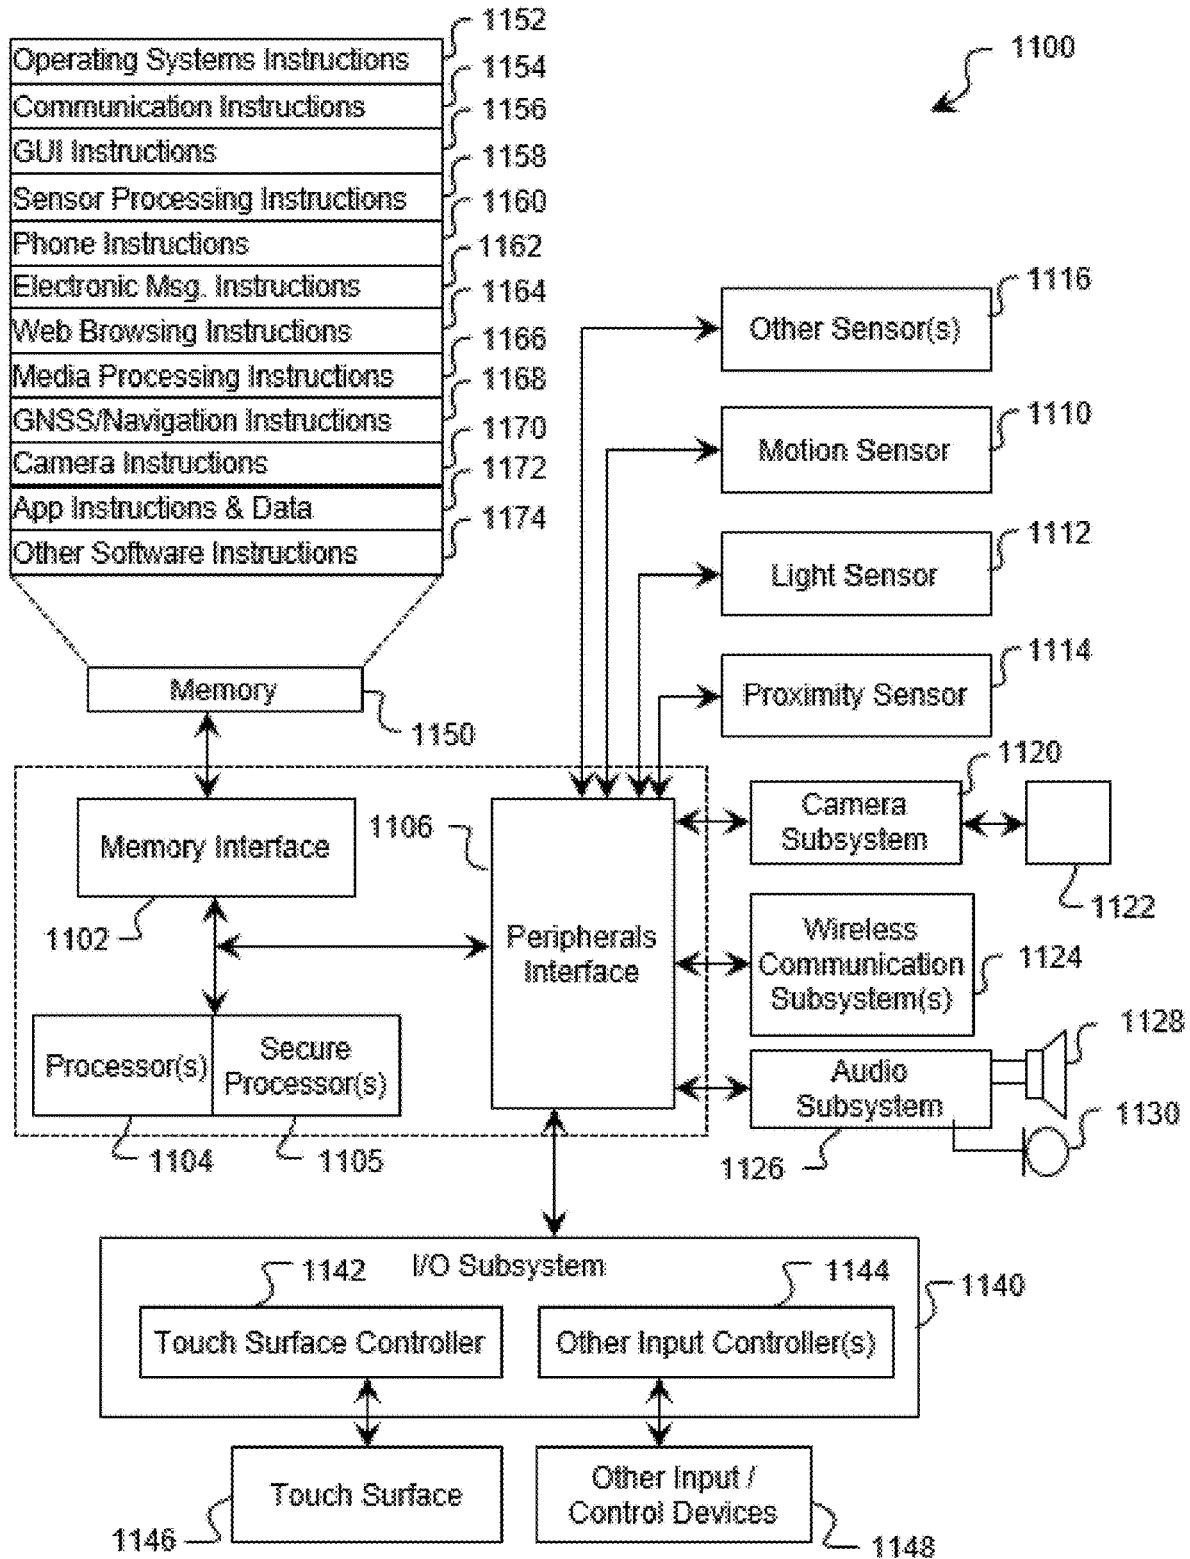 1152
1100
Operating Systems Instructions
1154
Communication Instructions
1156
GUI Instructions
1158
Sensor Processing Instructions
1160
Phone Instructions
1162
Electronic Msg. Instructions
1164
Web Browsing Instructions
1166
Media Processing Instructions
1168
GNSS/Navigation Instructions
1170
Camera Instructions
1172
App Instructions & Data
1174
Other Software Instructions
1116
Other Sensor(s)
1110
Motion Sensor
1112
Light Sensor
1114
Proximity Sensor
Memory
1150
1120
Camera
Subsystem
1122
1106
Memory Interface
1102
Peripherals
Interface
Wireless
Communication
Subsystem(s)
1124
Processor(s)
Secure
Processor(s)
1104
1105
Audio
Subsystem
1128
1130
1126
I/O Subsystem
1142
1144
1140
Touch Surface Controller
Other Input Controller(s)
Touch Surface
1146
Other Input /
Control Devices
1148